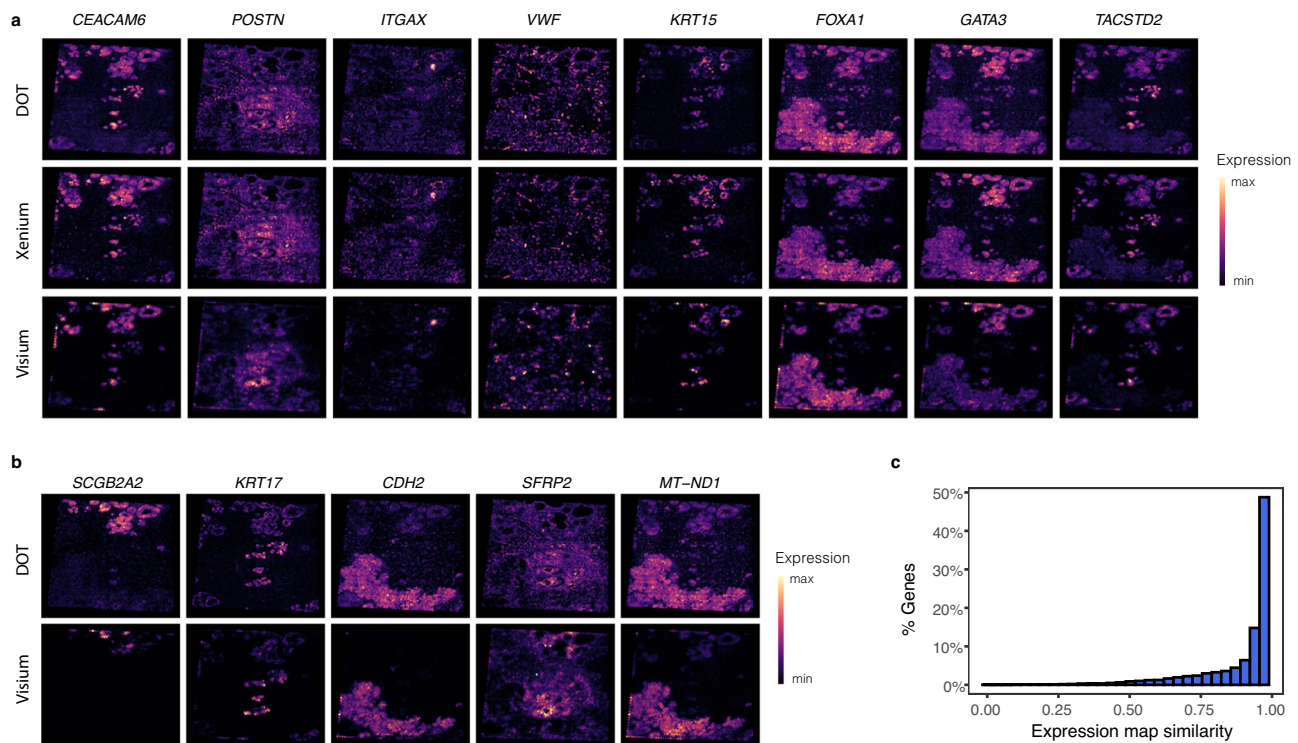 a
CEACAM6 POSTN ITGAX VWF KRT15 FOXA1 GATA3 TACSTD2
DOT
Xenium
Visium
Expression
max
min
b
SCGB2A2 KRT17 CDH2 SFRP2 MT−ND1
DOT
Visium
Expression
max
min
c
50%
40%
30%
20%
10%
0%
% Genes
0.00 0.25 0.50 0.75 1.00
Expression map similarity